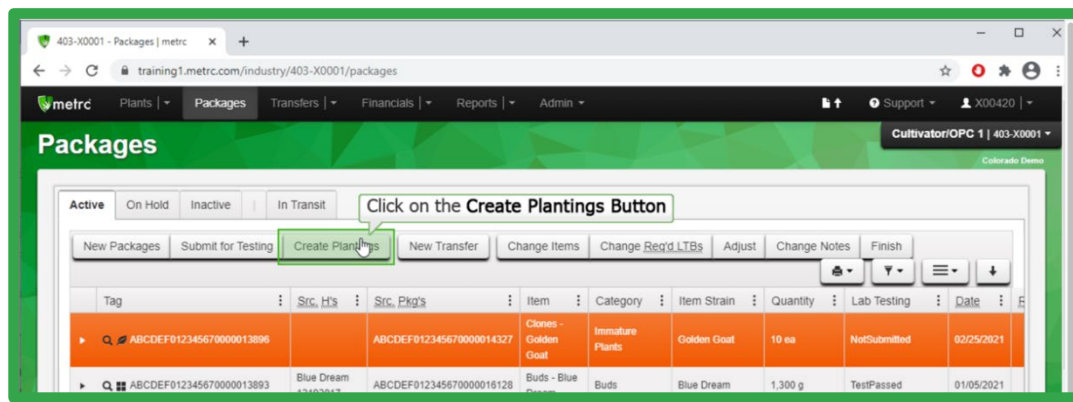 403-X0001 - Packages | metrc
training1.metrc.com/industry/403-X0001/packages
metrc Plants Packages Transfers Financials Reports Admin Support X00420
Packages
Cultivator/OPC 1 | 403-X0001
Colorado Demo
Active On Hold Inactive In Transit
Click on the Create Plantings Button
New Packages Submit for Testing Create Plantings New Transfer Change Items Change Req'd LTBs Adjust Change Notes Finish
Tag Src. H's Src. Pkg's Item Category Item Strain Quantity Lab Testing Date
ABCDEF012345670000013896 ABCDEF012345670000014327 Clones - Golden Goat Immature Plants Golden Goat 10 ea NotSubmitted 02/25/2021
ABCDEF012345670000013893 Blue Dream ABCDEF012345670000016128 Buds - Blue Buds Blue Dream 1,300 g TestPassed 01/05/2021